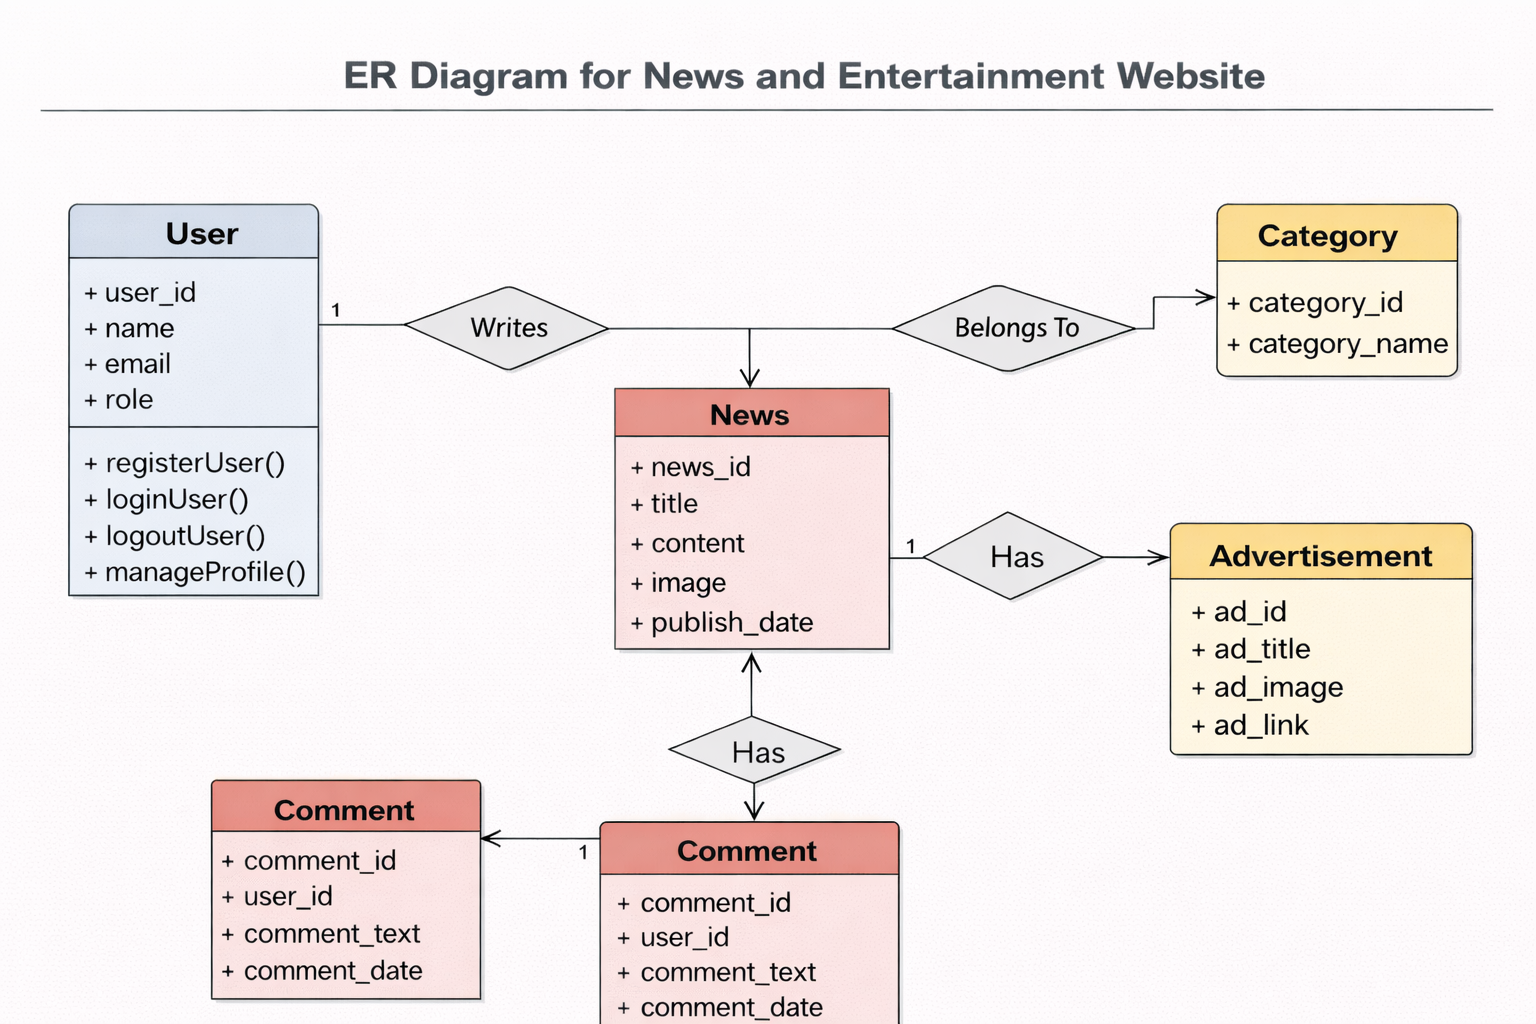 ER Diagram for News and Entertainment Website
User
+ user_id
+ name
+ email
+ role
+ registerUser()
+ loginUser()
+ logoutUser()
+ manageProfile()
1
Writes
Belongs To
Category
+ category_id
+ category_name
News
+ news_id
+ title
+ content
+ image
+ publish_date
1
Has
Advertisement
+ ad_id
+ ad_title
+ ad_image
+ ad_link
Has
Comment
+ comment_id
+ user_id
+ comment_text
+ comment_date
1
Comment
+ comment_id
+ user_id
+ comment_text
+ comment_date